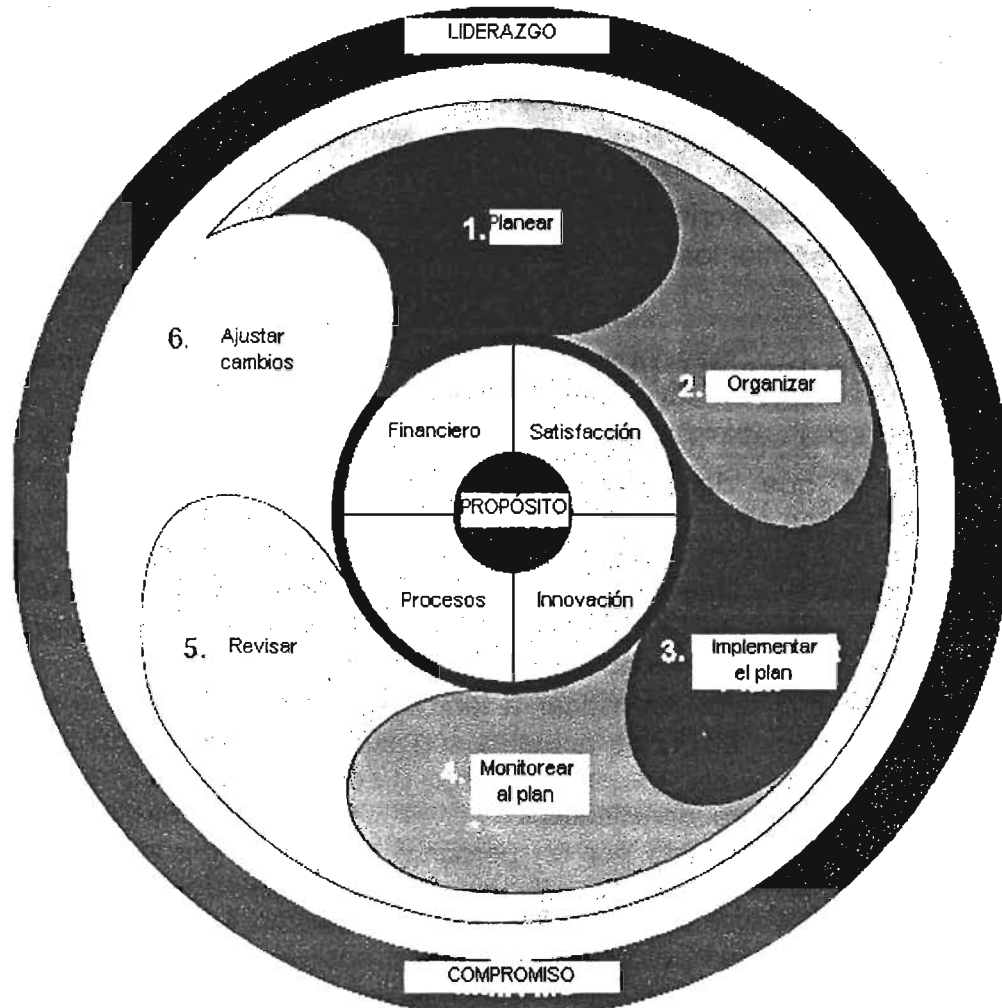 LIDERAZGO
1. Planear
2. Organizar
3. Implementar
el plan
4. Monitorear
al plan
5. Revisar
6. Ajustar
cambios
Financiero
Satisfacción
PROPÓSITO
Procesos
Innovación
COMPROMISO